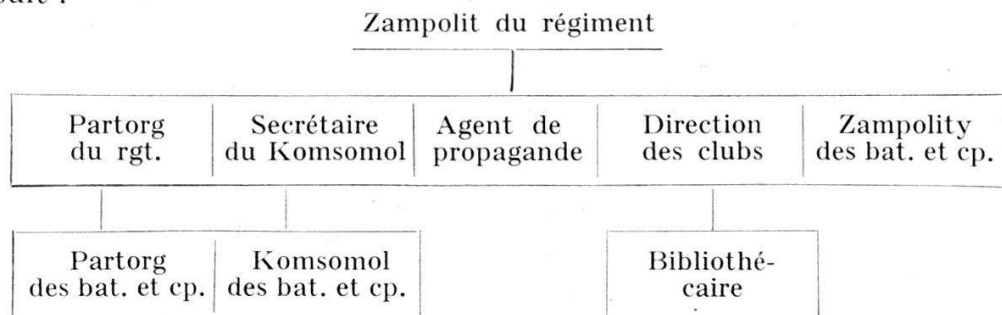 Zampolit du régiment
Partorg
du rgt.
Secrétaire
du Komsomol
Agent de
propagande
Direction
des clubs
Zampolity
des bat. et cp.
Partorg
des bat. et cp.
Komsomol
des bat. et cp.
Bibliothé-
caire